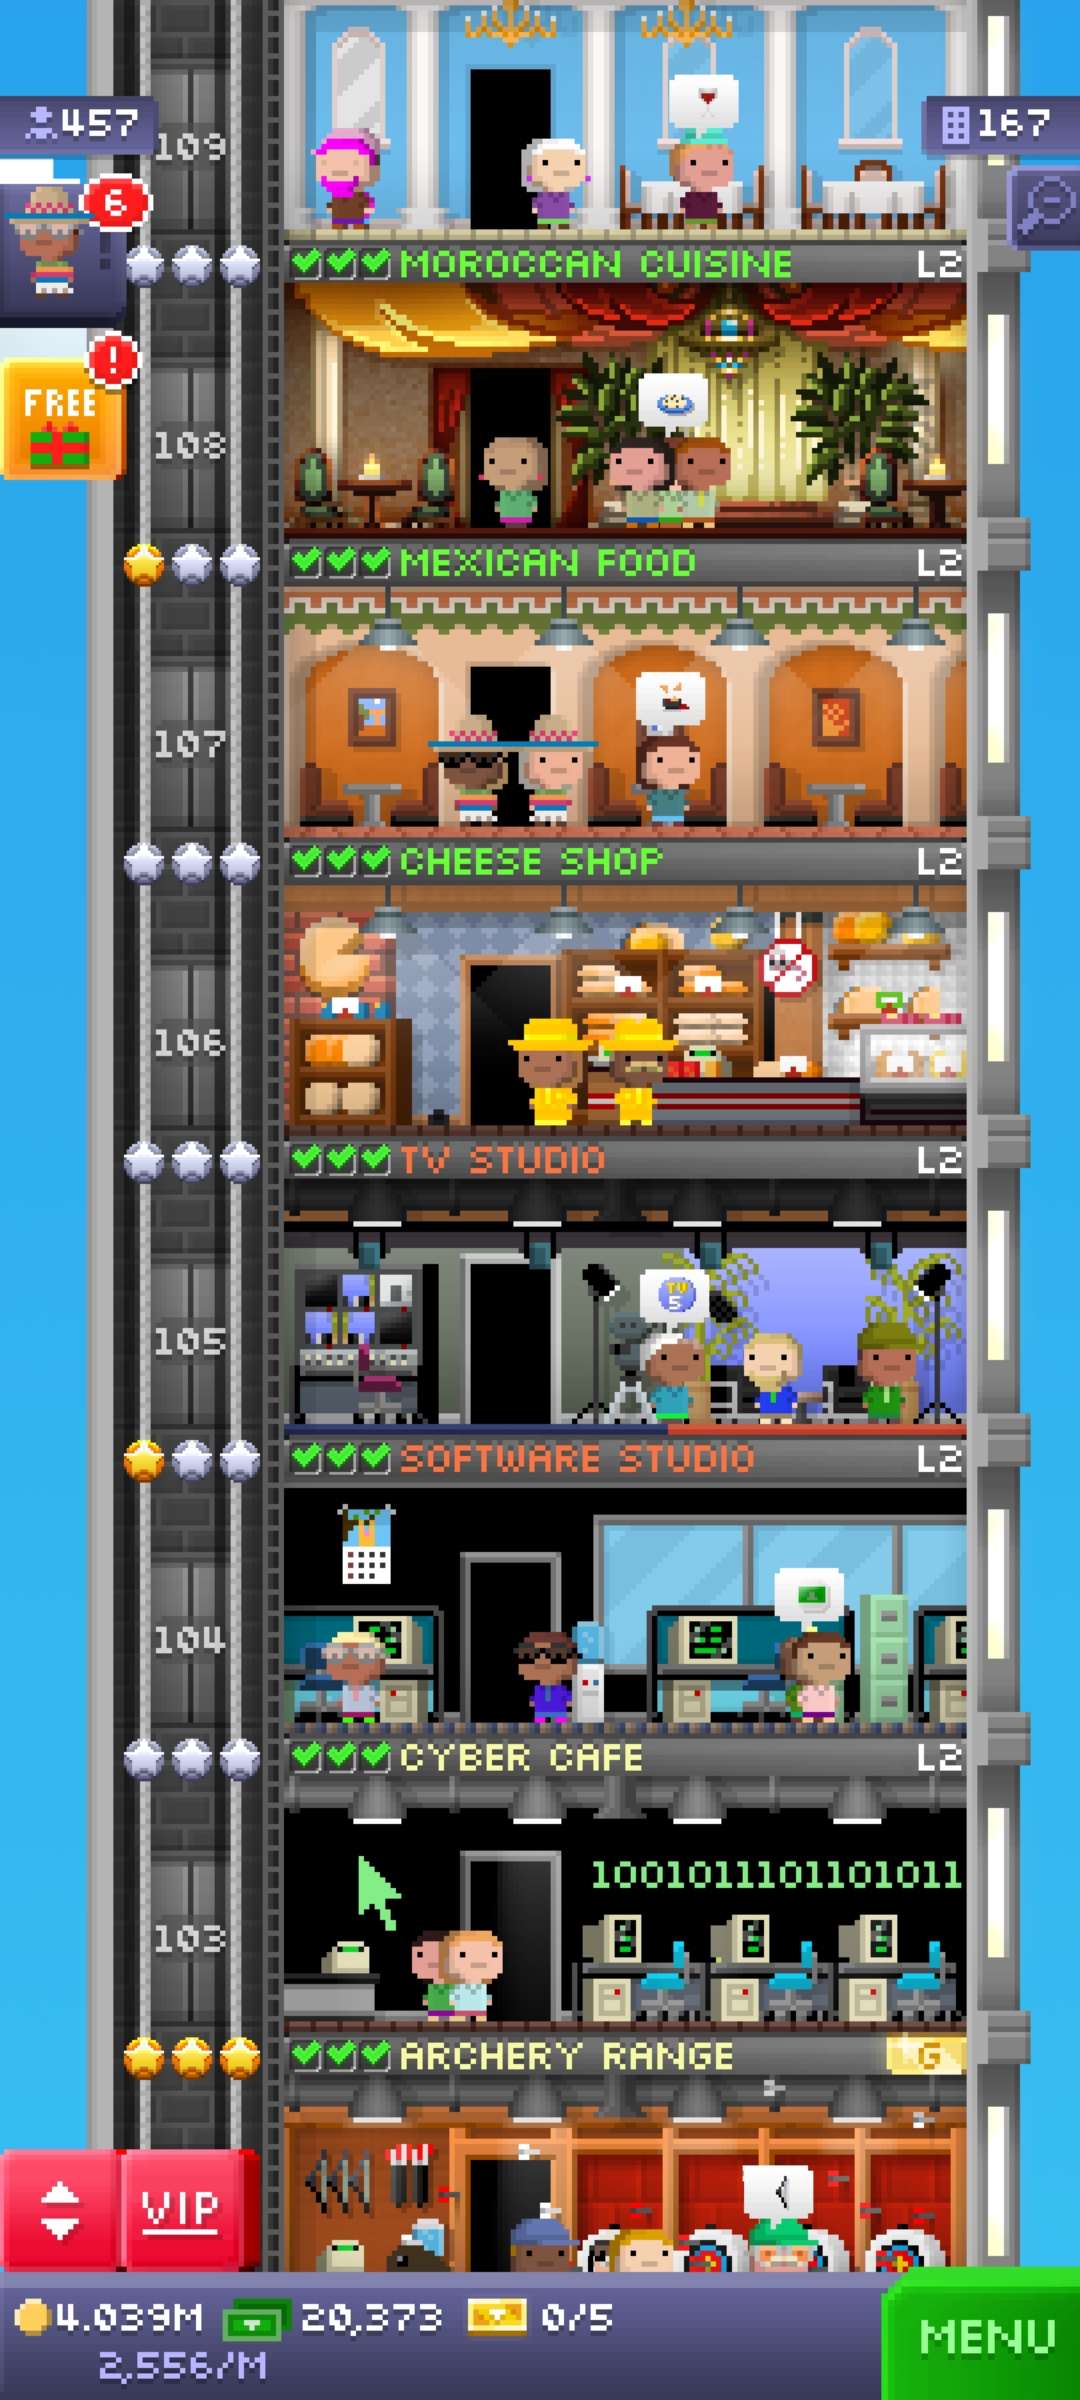 457
167
109
6
MOROCCAN CUISINE L2
FREE
!
108
MEXICAN FOOD L2
107
CHEESE SHOP L2
106
TV STUDIO L2
TV
5
105
SOFTWARE STUDIO L2
104
CYBER CAFE L2
1001011101101011
103
ARCHERY RANGE G
VIP
4.039M 20,373 0/5
2,556/M
MENU